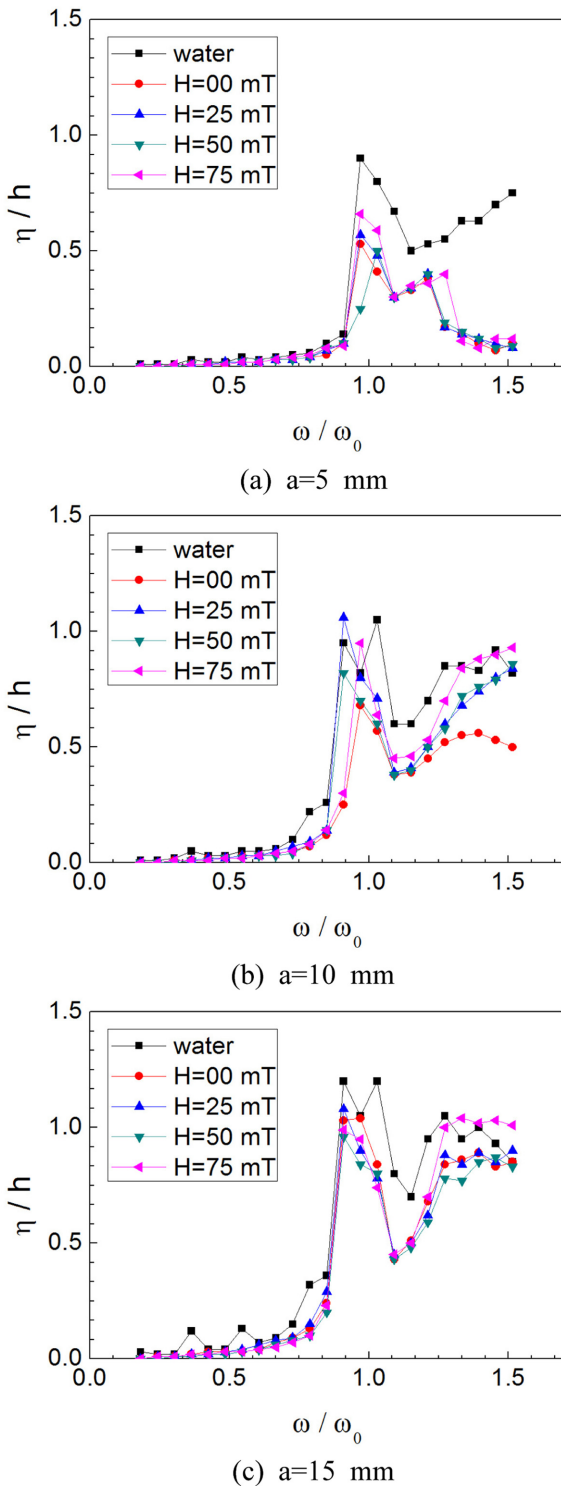 1.5
water
H=00 mT
H=25 mT
1.0
H=50 mT
H=75 mT
η / h
0.5
0.0
0.0 0.5 1.0 1.5
ω / ω0
(a) a=5 mm
1.5
water
H=00 mT
H=25 mT
1.0
H=50 mT
H=75 mT
η / h
0.5
0.0
0.0 0.5 1.0 1.5
ω / ω0
(b) a=10 mm
1.5
water
H=00 mT
H=25 mT
1.0
H=50 mT
H=75 mT
η / h
0.5
0.0
0.0 0.5 1.0 1.5
ω / ω0
(c) a=15 mm